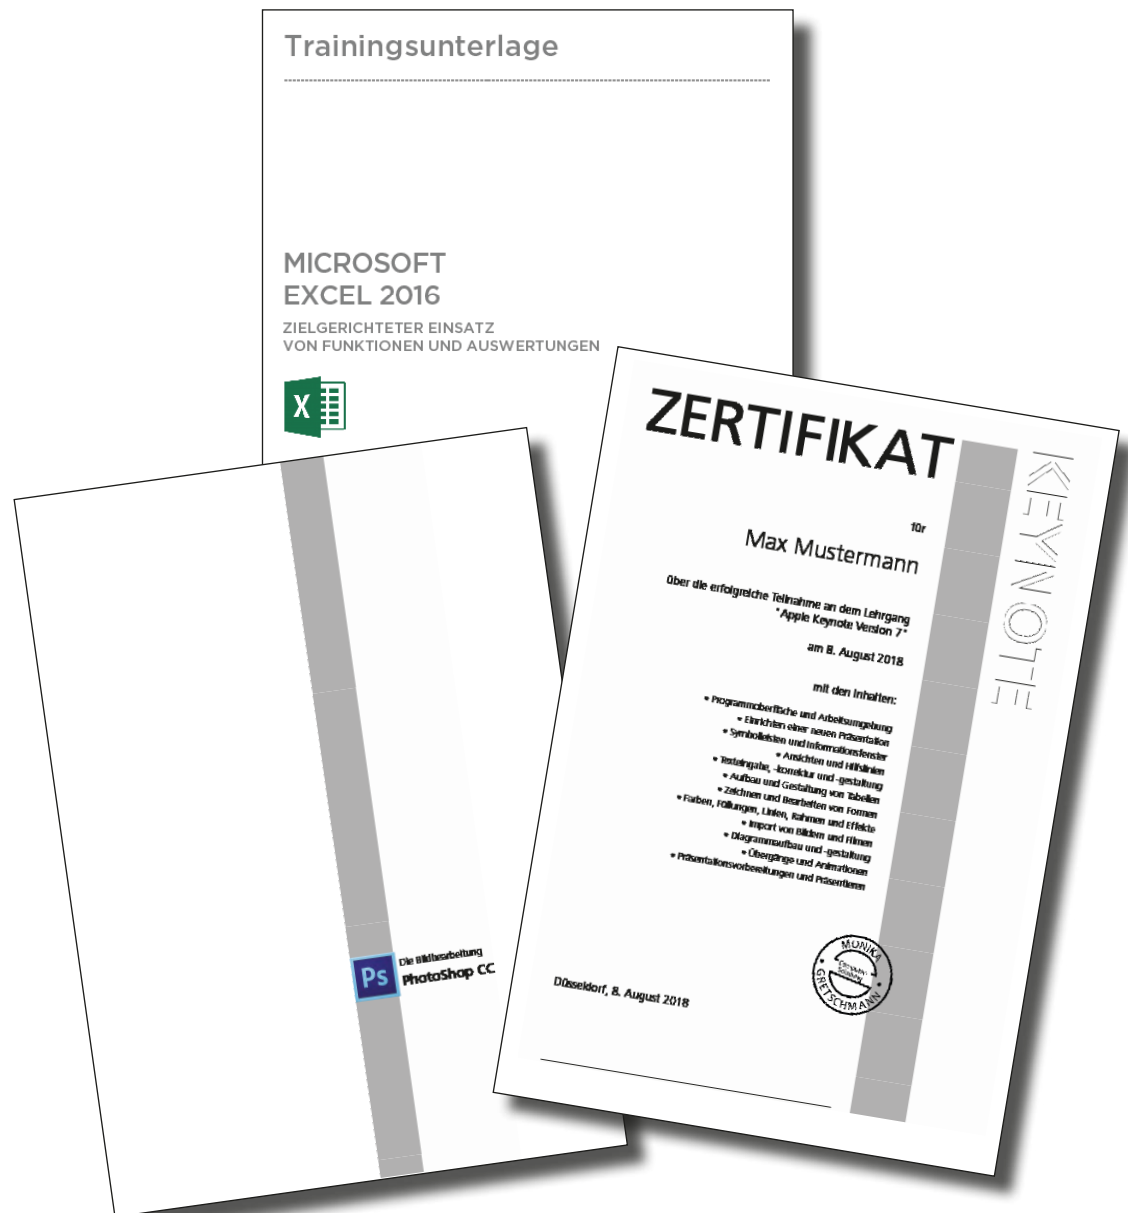 Trainingsunterlage
MICROSOFT
EXCEL 2016
ZIELGERICHTETER EINSATZ
VON FUNKTIONEN UND AUSWERTUNGEN
X
ZERTIFIKAT
KEYNOTE
für
Max Mustermann
über die erfolgreiche Teilnahme an dem Lehrgang
"Apple Keynote Version 7"
am 8. August 2018
mit den Inhalten:
• Programmoberfläche und Arbeitsumgebung
• Einrichten einer neuen Präsentation
• Symbolleisten und Informationsfenster
• Ansichten und Hilfslinien
• Texteingabe, -korrektur und -gestaltung
• Aufbau und Gestaltung von Tabellen
• Zeichnen und Bearbeiten von Formen
• Farben, Füllungen, Linien, Rahmen und Effekte
• Import von Bildern und Filmen
• Diagrammaufbau und -gestaltung
• Übergänge und Animationen
• Präsentationsvorbereitungen und Präsentieren
MONIKA
GRETSCHMANN
Düsseldorf, 8. August 2018
Ps
Die Bildbearbeitung
PhotoShop CC